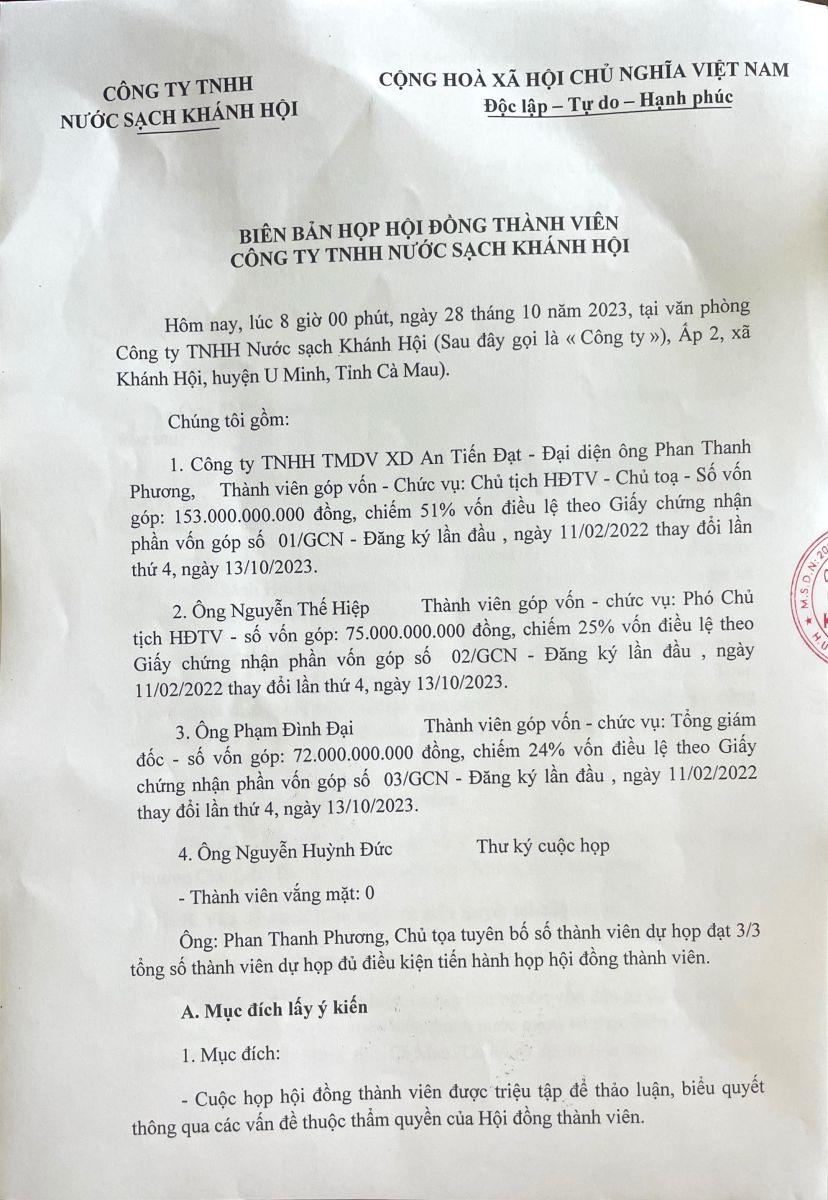 CÔNG TY TNHH
NƯỚC SẠCH KHÁNH HỘI
CỘNG HOÀ XÃ HỘI CHỦ NGHĨA VIỆT NAM
Độc lập – Tự do – Hạnh phúc
BIÊN BẢN HỌP HỘI ĐỒNG THÀNH VIÊN
CÔNG TY TNHH NƯỚC SẠCH KHÁNH HỘI
Hôm nay, lúc 8 giờ 00 phút, ngày 28 tháng 10 năm 2023, tại văn phòng
Công ty TNHH Nước sạch Khánh Hội (Sau đây gọi là « Công ty »), Ấp 2, xã
Khánh Hội, huyện U Minh, Tỉnh Cà Mau).
Chúng tôi gồm:
1. Công ty TNHH TMDV XD An Tiến Đạt - Đại diện ông Phan Thanh
Phương, Thành viên góp vốn - Chức vụ: Chủ tịch HĐTV - Chủ toạ - Số vốn
góp: 153.000.000.000 đồng, chiếm 51% vốn điều lệ theo Giấy chứng nhận
phần vốn góp số 01/GCN - Đăng ký lần đầu , ngày 11/02/2022 thay đổi lần
thứ 4, ngày 13/10/2023.
2. Ông Nguyễn Thế Hiệp Thành viên góp vốn - chức vụ: Phó Chủ
tịch HĐTV - số vốn góp: 75.000.000.000 đồng, chiếm 25% vốn điều lệ theo
Giấy chứng nhận phần vốn góp số 02/GCN - Đăng ký lần đầu , ngày
11/02/2022 thay đổi lần thứ 4, ngày 13/10/2023.
3. Ông Phạm Đình Đại Thành viên góp vốn - chức vụ: Tổng giám
đốc - số vốn góp: 72.000.000.000 đồng, chiếm 24% vốn điều lệ theo Giấy
chứng nhận phần vốn góp số 03/GCN - Đăng ký lần đầu , ngày 11/02/2022
thay đổi lần thứ 4, ngày 13/10/2023.
4. Ông Nguyễn Huỳnh Đức Thư ký cuộc họp
- Thành viên vắng mặt: 0
Ông: Phan Thanh Phương, Chủ tọa tuyên bố số thành viên dự họp đạt 3/3
tổng số thành viên dự họp đủ điều kiện tiến hành họp hội đồng thành viên.
A. Mục đích lấy ý kiến
1. Mục đích:
- Cuộc họp hội đồng thành viên được triệu tập để thảo luận, biểu quyết
thông qua các vấn đề thuộc thẩm quyền của Hội đồng thành viên.
★ M.S.D.N: 20